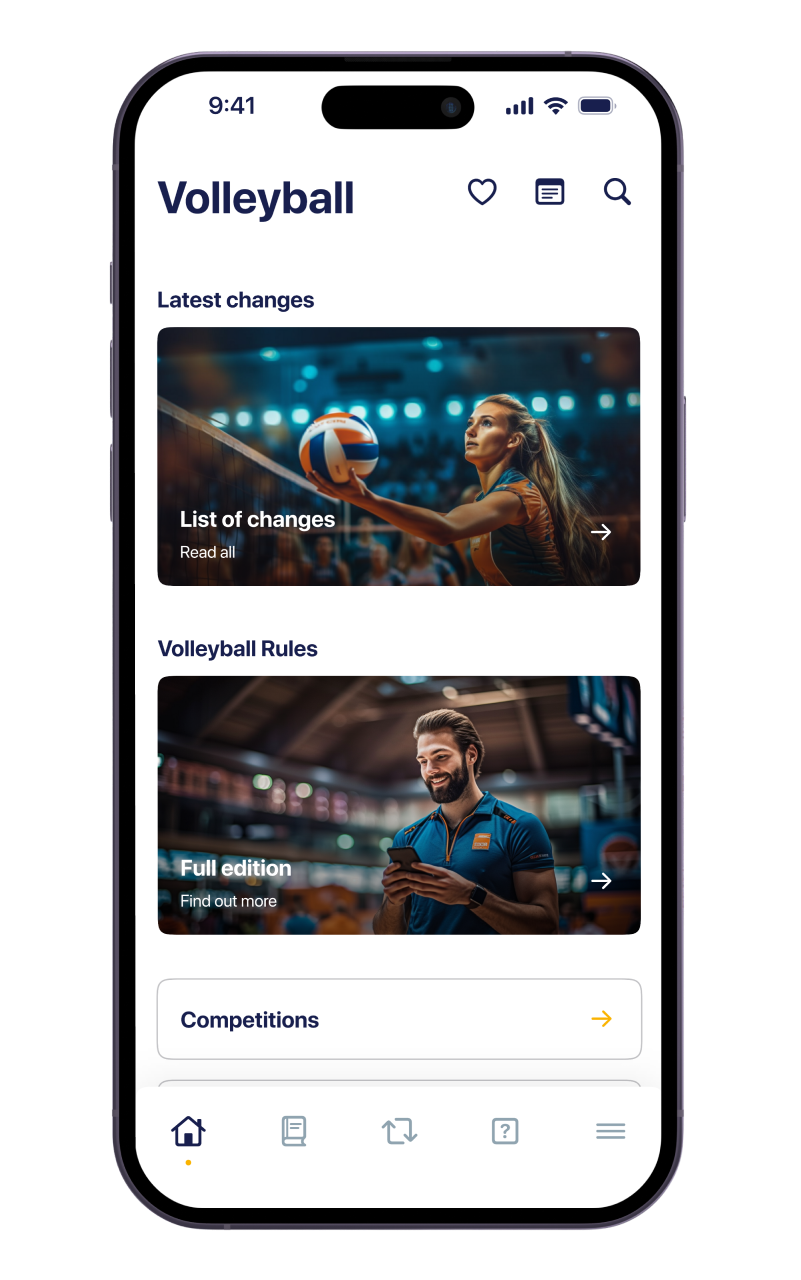 9:41
Volleyball
Latest changes
List of changes
Read all
Volleyball Rules
Full edition
Find out more
Competitions
?